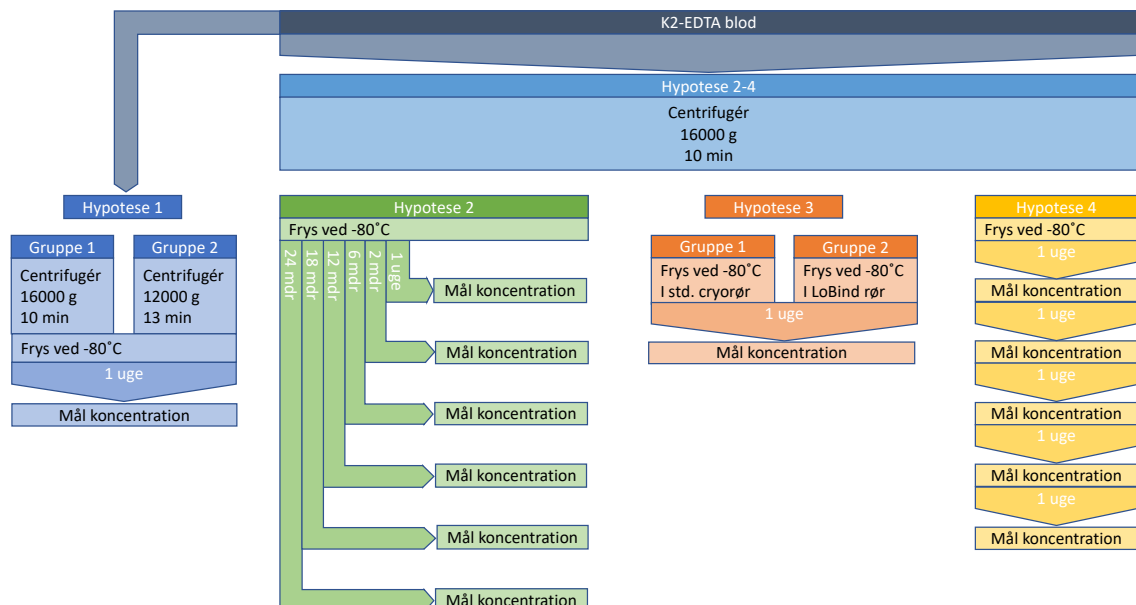 K2-EDTA blod
Hypotese 2-4
Centrifugér
16000 g
10 min
Hypotese 1
Gruppe 1
Centrifugér
16000 g
10 min
Gruppe 2
Centrifugér
12000 g
13 min
Frys ved -80˚C
1 uge
Mål koncentration
Hypotese 2
Frys ved -80˚C
24 mdr
18 mdr
12 mdr
6 mdr
2 mdr
1 uge
Mål koncentration
Mål koncentration
Mål koncentration
Mål koncentration
Mål koncentration
Mål koncentration
Hypotese 3
Gruppe 1
Frys ved -80˚C
I std. cryorør
Gruppe 2
Frys ved -80˚C
I LoBind rør
1 uge
Mål koncentration
Hypotese 4
Frys ved -80˚C
1 uge
Mål koncentration
1 uge
Mål koncentration
1 uge
Mål koncentration
1 uge
Mål koncentration
1 uge
Mål koncentration